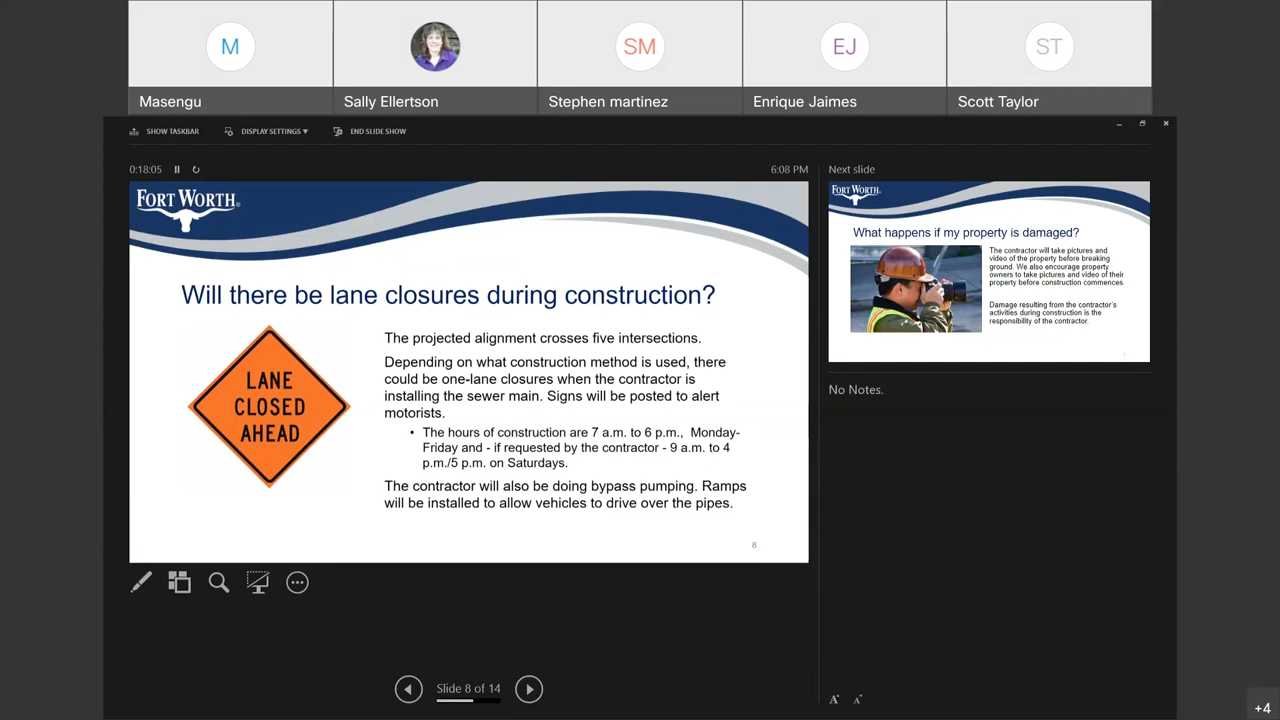 M
SM
EJ
ST
Masengu
Sally Ellertson
Stephen martinez
Enrique Jaimes
Scott Taylor
SHOW TASKBAR
DISPLAY SETTINGS ▾
END SLIDE SHOW
0:18:05
6:08 PM
FORT WORTH®
Will there be lane closures during construction?
LANE
CLOSED
AHEAD
The projected alignment crosses five intersections.
Depending on what construction method is used, there
could be one-lane closures when the contractor is
installing the sewer main. Signs will be posted to alert
motorists.
• The hours of construction are 7 a.m. to 6 p.m., Monday-
Friday and - if requested by the contractor - 9 a.m. to 4
p.m./5 p.m. on Saturdays.
The contractor will also be doing bypass pumping. Ramps
will be installed to allow vehicles to drive over the pipes.
8
Next slide
FORT WORTH
What happens if my property is damaged?
The contractor will take pictures and
video of the property before breaking
ground. We also encourage property
owners to take pictures and video of their
property before construction commences.
Damage resulting from the contractor's
activities during construction is the
responsibility of the contractor.
No Notes.
Slide 8 of 14
A A
+4